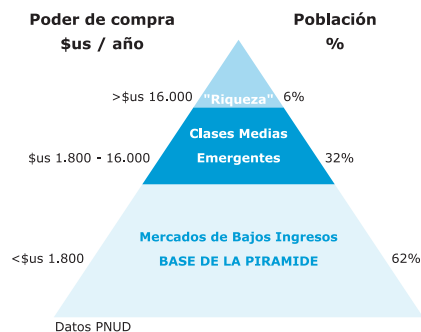 Poder de compra
$us / año
Población
%
>$us 16.000
"Riqueza"
6%
Clases Medias
Emergentes
$us 1.800 - 16.000
32%
Mercados de Bajos Ingresos
BASE DE LA PIRAMIDE
<$us 1.800
62%
Datos PNUD